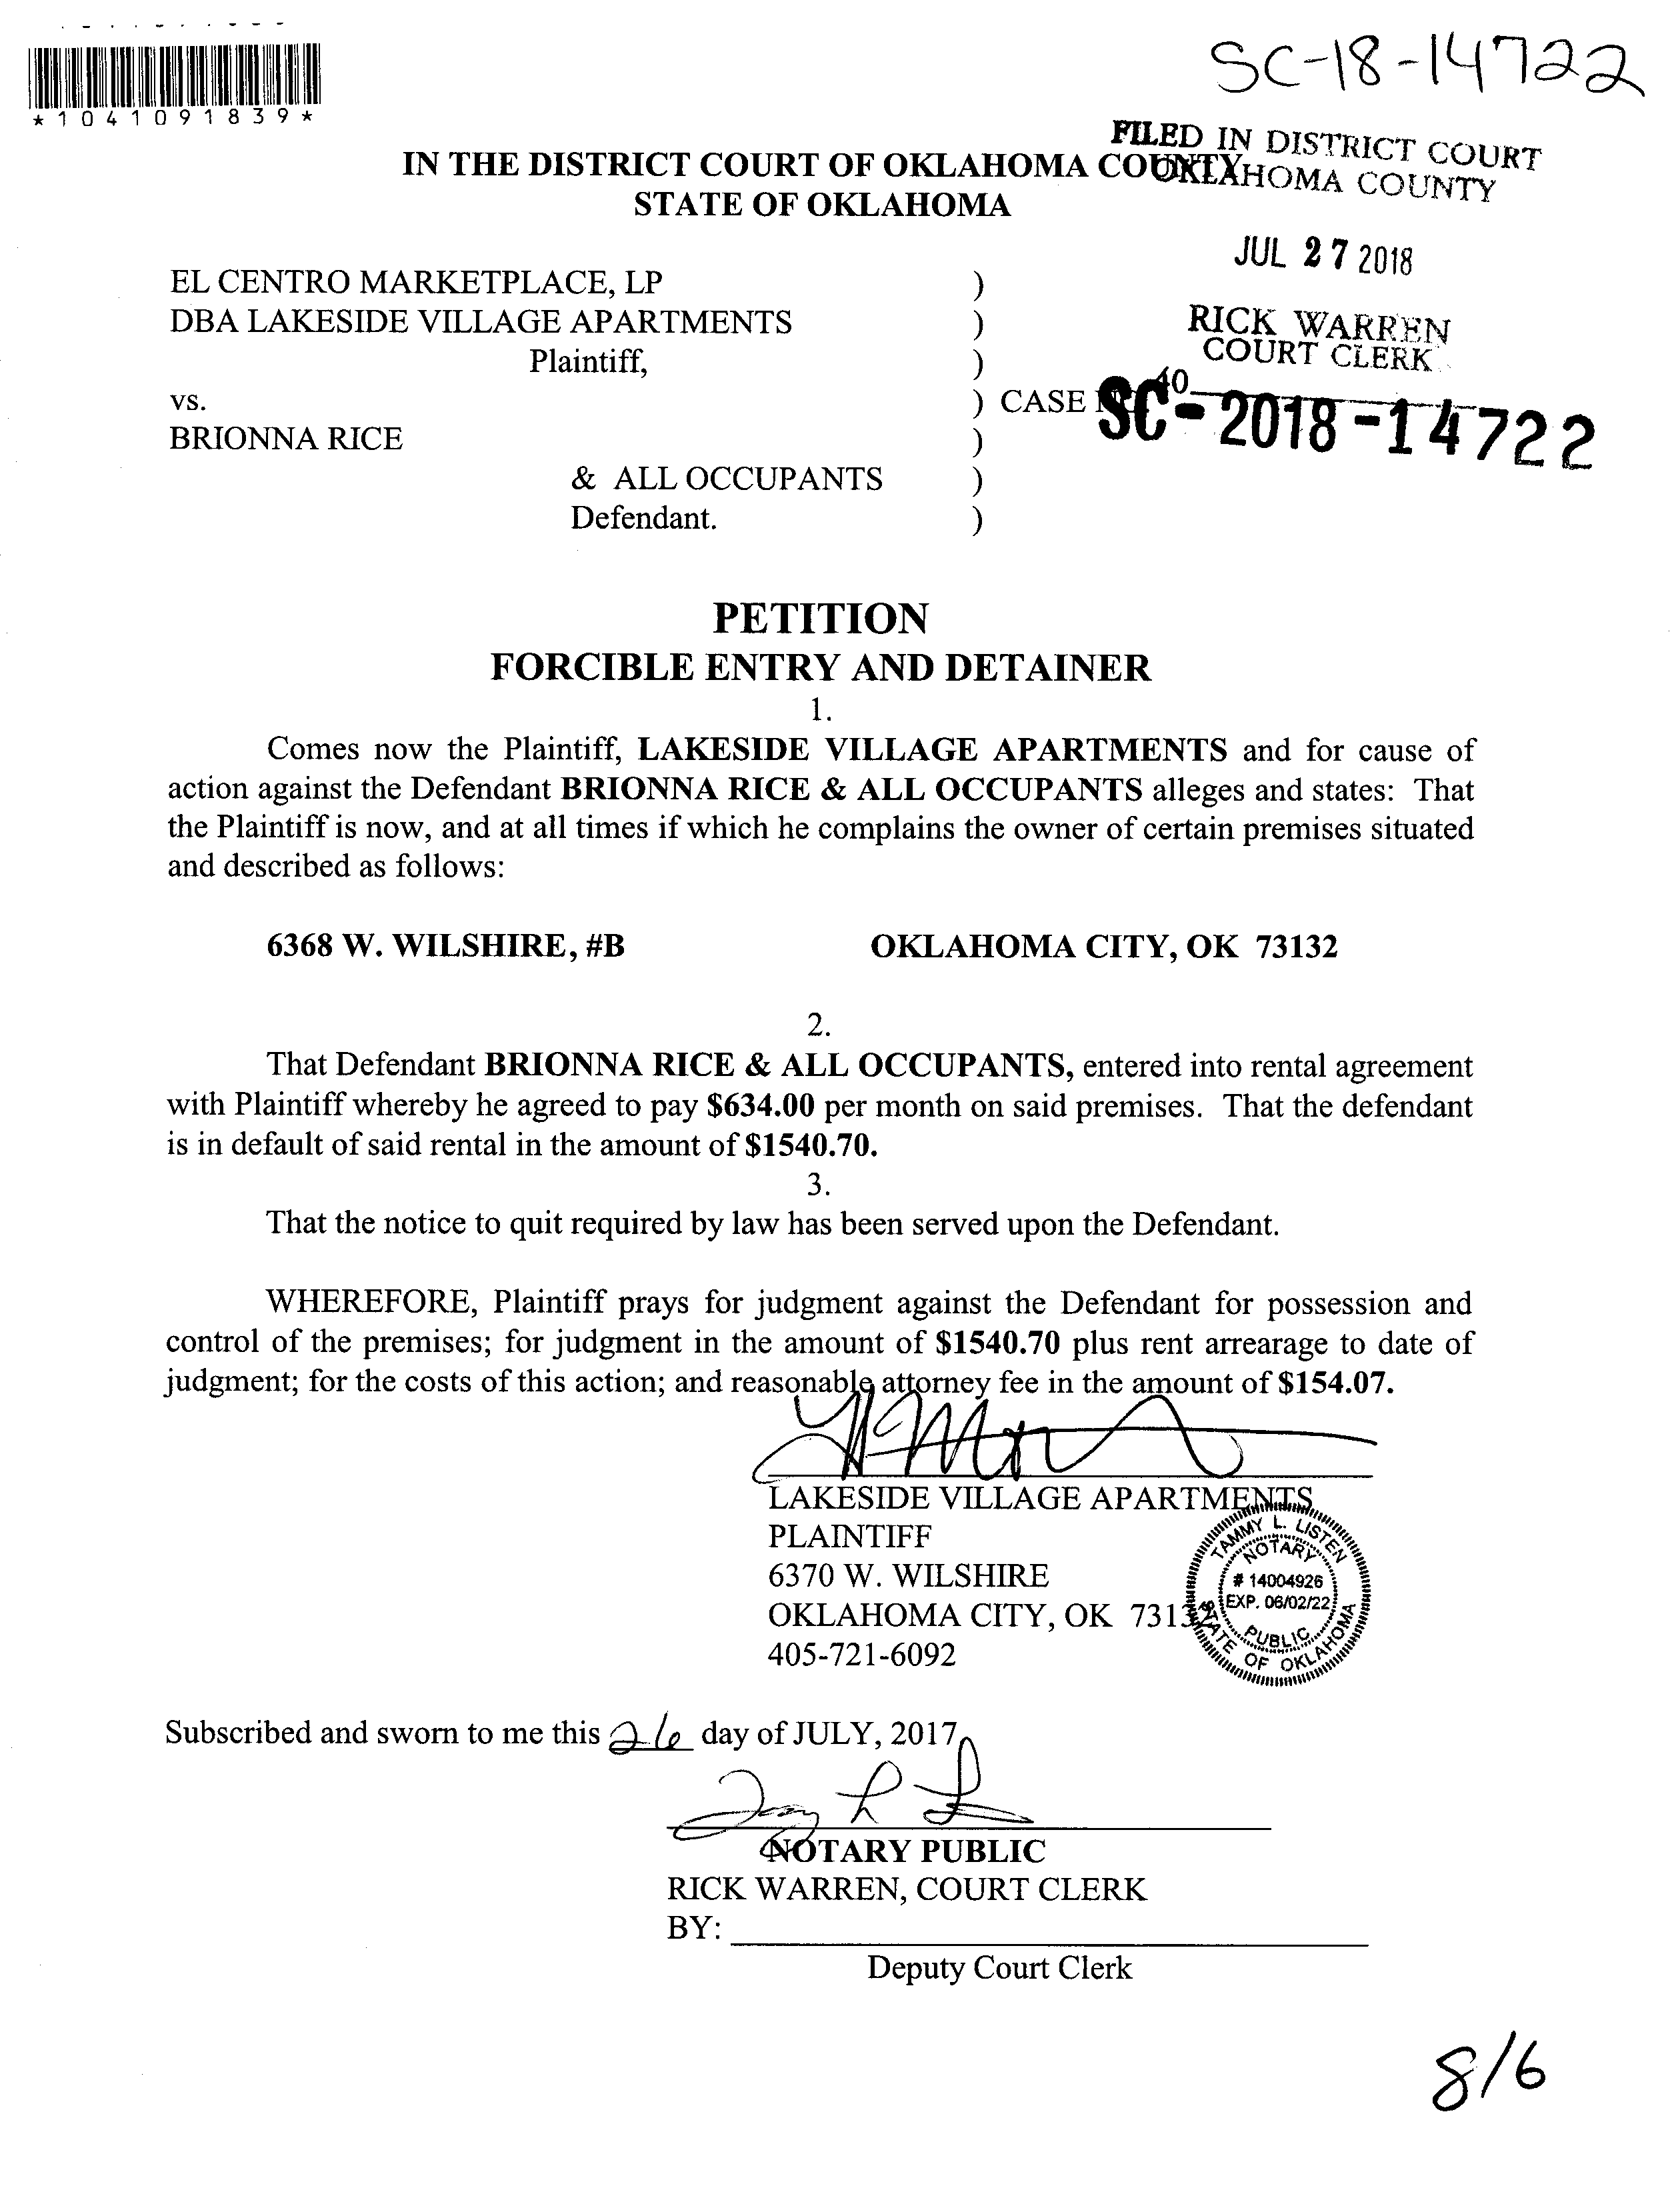 SC-18-14722
*1041091839*
FILED IN DISTRICT COURT
OKLAHOMA COUNTY
IN THE DISTRICT COURT OF OKLAHOMA COUNTY
STATE OF OKLAHOMA
JUL 27 2018
RICK WARREN
COURT CLERK
40
EL CENTRO MARKETPLACE, LP )
DBA LAKESIDE VILLAGE APARTMENTS )
Plaintiff, )
vs. ) CASE SC-2018-14722
BRIONNA RICE )
& ALL OCCUPANTS )
Defendant. )
PETITION
FORCIBLE ENTRY AND DETAINER
1.
Comes now the Plaintiff, LAKESIDE VILLAGE APARTMENTS and for cause of
action against the Defendant BRIONNA RICE & ALL OCCUPANTS alleges and states: That
the Plaintiff is now, and at all times if which he complains the owner of certain premises situated
and described as follows:
6368 W. WILSHIRE, #B OKLAHOMA CITY, OK 73132
2.
That Defendant BRIONNA RICE & ALL OCCUPANTS, entered into rental agreement
with Plaintiff whereby he agreed to pay $634.00 per month on said premises. That the defendant
is in default of said rental in the amount of $1540.70.
3.
That the notice to quit required by law has been served upon the Defendant.
WHEREFORE, Plaintiff prays for judgment against the Defendant for possession and
control of the premises; for judgment in the amount of $1540.70 plus rent arrearage to date of
judgment; for the costs of this action; and reasonable attorney fee in the amount of $154.07.
LAKESIDE VILLAGE APARTMENTS
PLAINTIFF
6370 W. WILSHIRE
OKLAHOMA CITY, OK
405-721-6092
TAMMY L. LISTEN
NOTARY
# 14004926
EXP. 06/02/22
PUBLIC
STATE OF OKLAHOMA
Subscribed and sworn to me this 26 day of JULY, 2017
NOTARY PUBLIC
RICK WARREN, COURT CLERK
BY:
Deputy Court Clerk
8/6